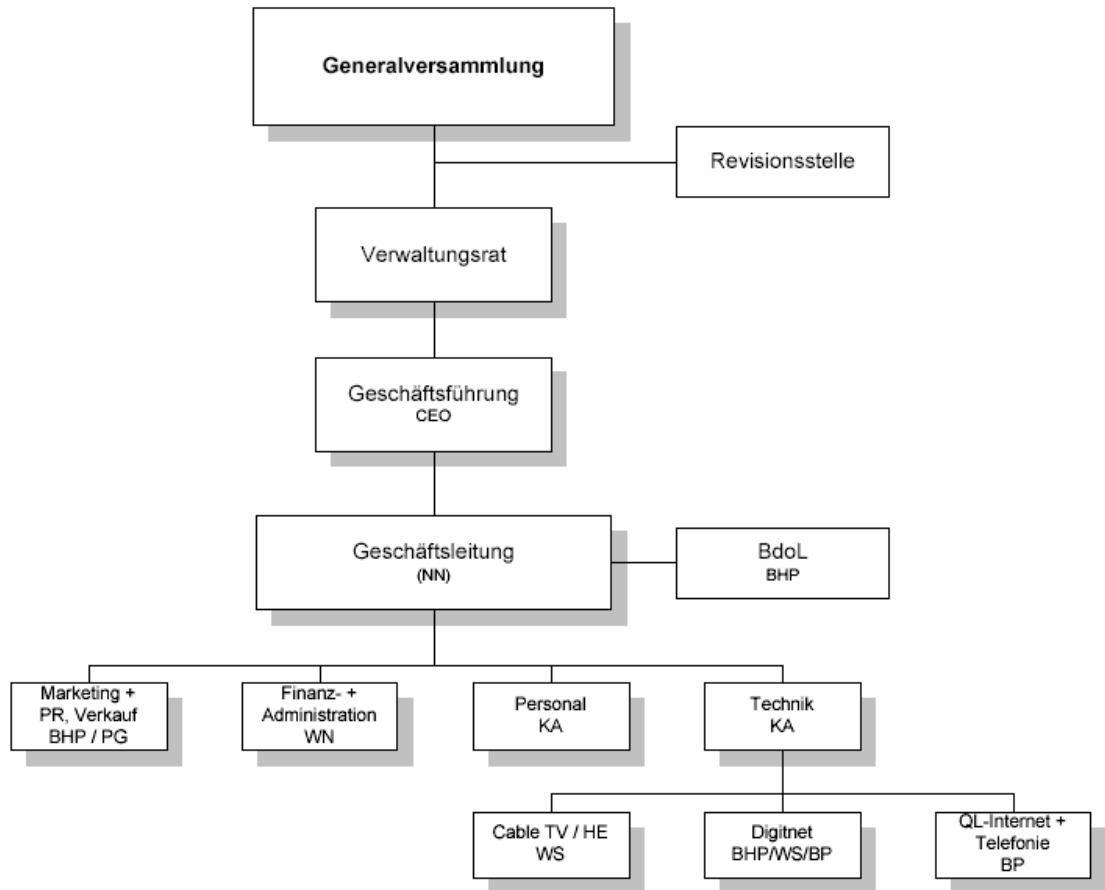 Generalversammlung
Revisionsstelle
Verwaltungsrat
Geschäftsführung
CEO
Geschäftsleitung
(NN)
BdoL
BHP
Marketing +
PR, Verkauf
BHP / PG
Finanz- +
Administration
WN
Personal
KA
Technik
KA
Cable TV / HE
WS
Digitnet
BHP/WS/BP
QL-Internet +
Telefonie
BP